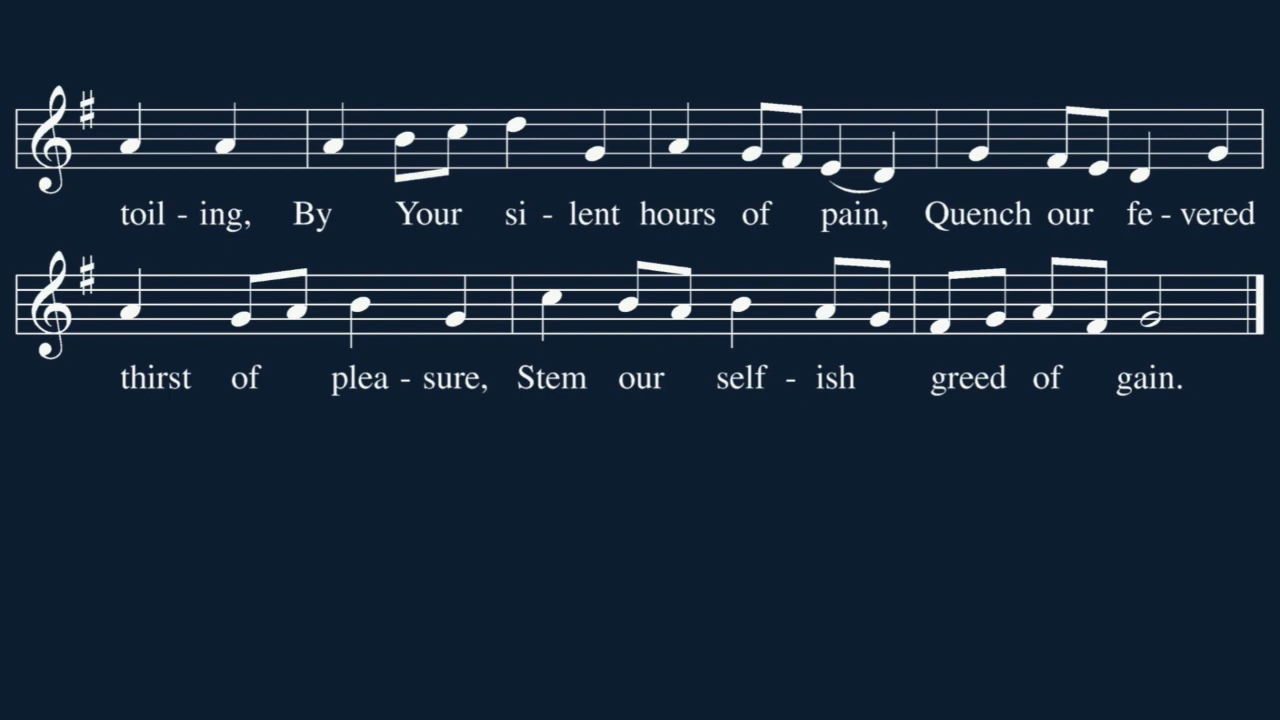 toil - ing, By Your si - lent hours of pain, Quench our fe - vered
thirst of plea - sure, Stem our self - ish greed of gain.